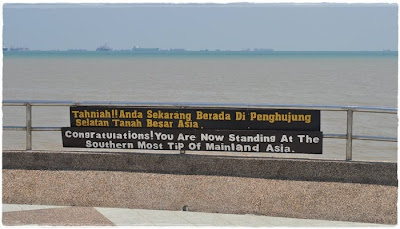 Tahniah!!Anda Sekarang Berada Di Penghujung
Selatan Tanah Besar Asia.
Congratulations!You Are Now Standing At The
Southern Most Tip Of Mainland Asia.